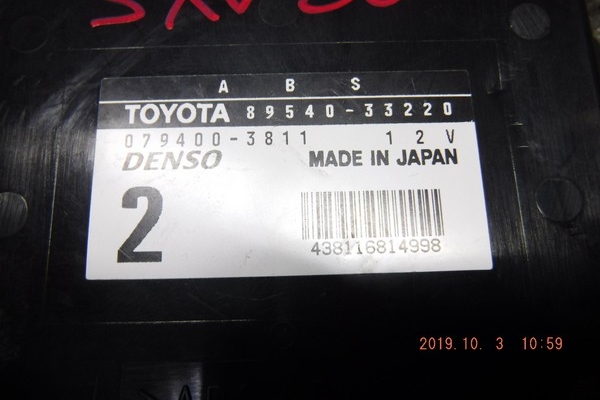 A B S
TOYOTA 89540-33220
079400-3811 12V
DENSO MADE IN JAPAN
2
438116814998
2019.10. 3 10:59